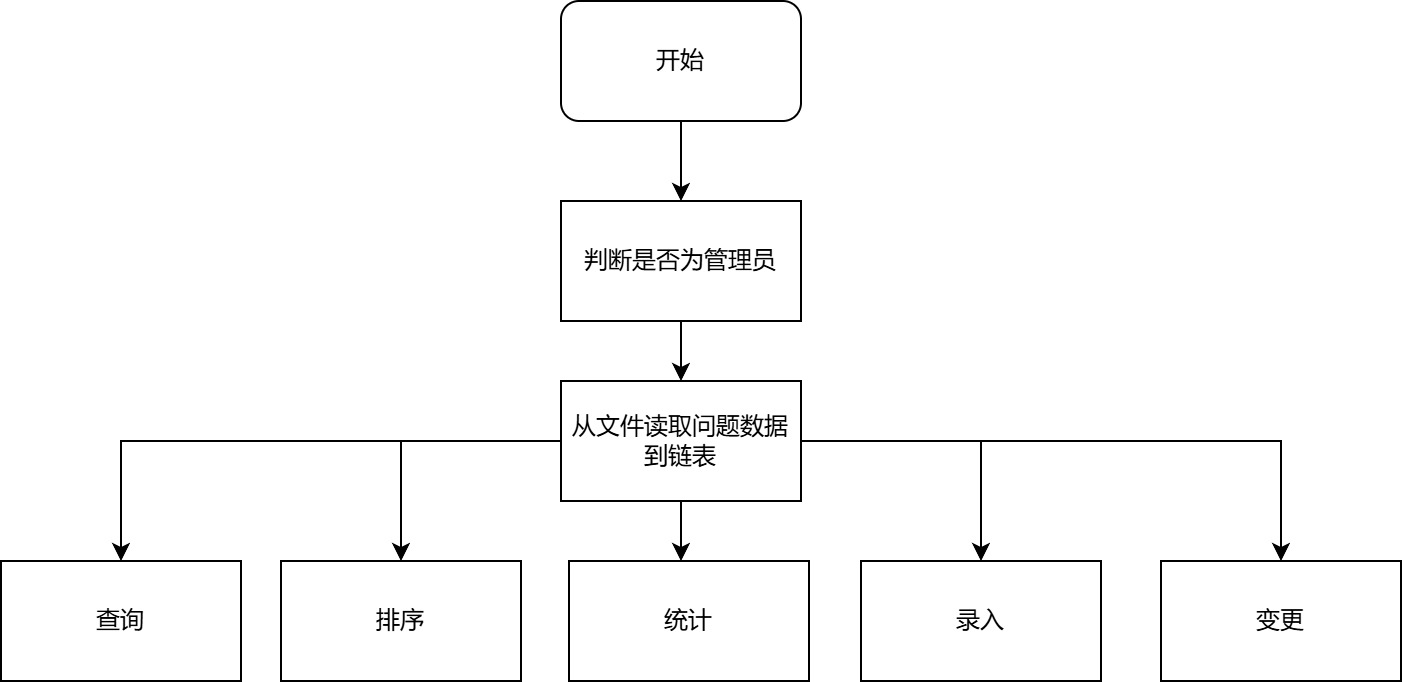 开始
判断是否为管理员
从文件读取问题数据
到链表
查询
排序
统计
录入
变更